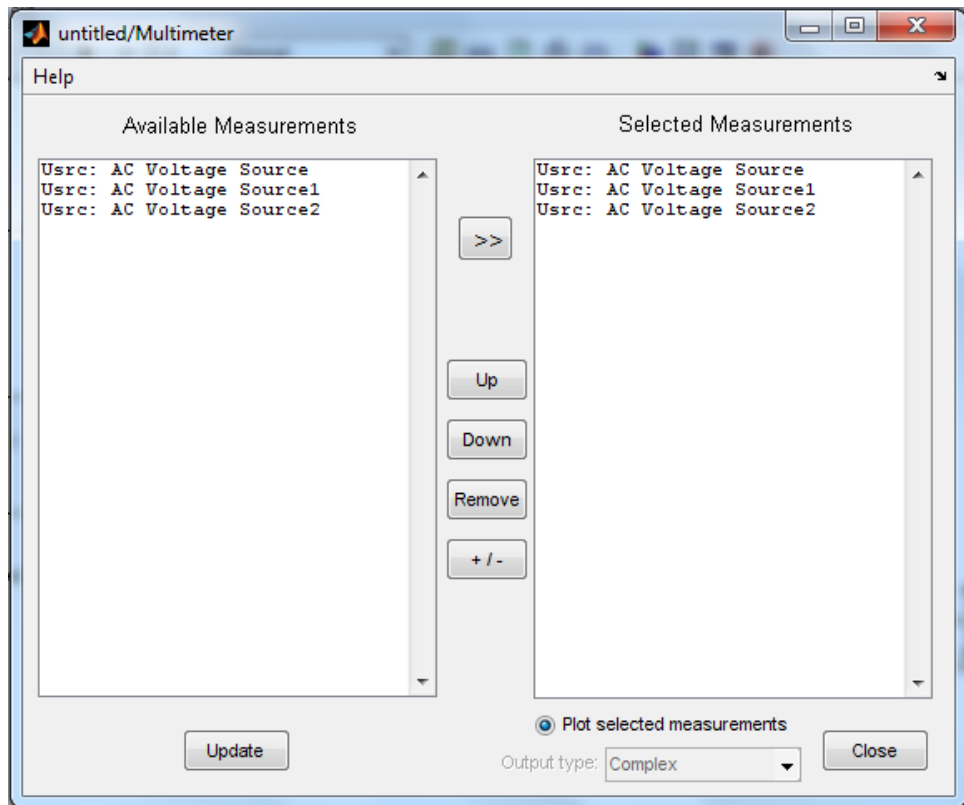 untitled/Multimeter
Help
Available Measurements
Selected Measurements
Usrc: AC Voltage Source
Usrc: AC Voltage Source1
Usrc: AC Voltage Source2
Usrc: AC Voltage Source
Usrc: AC Voltage Source1
Usrc: AC Voltage Source2
>>
Up
Down
Remove
+ / -
Plot selected measurements
Update
Output type: Complex
Close